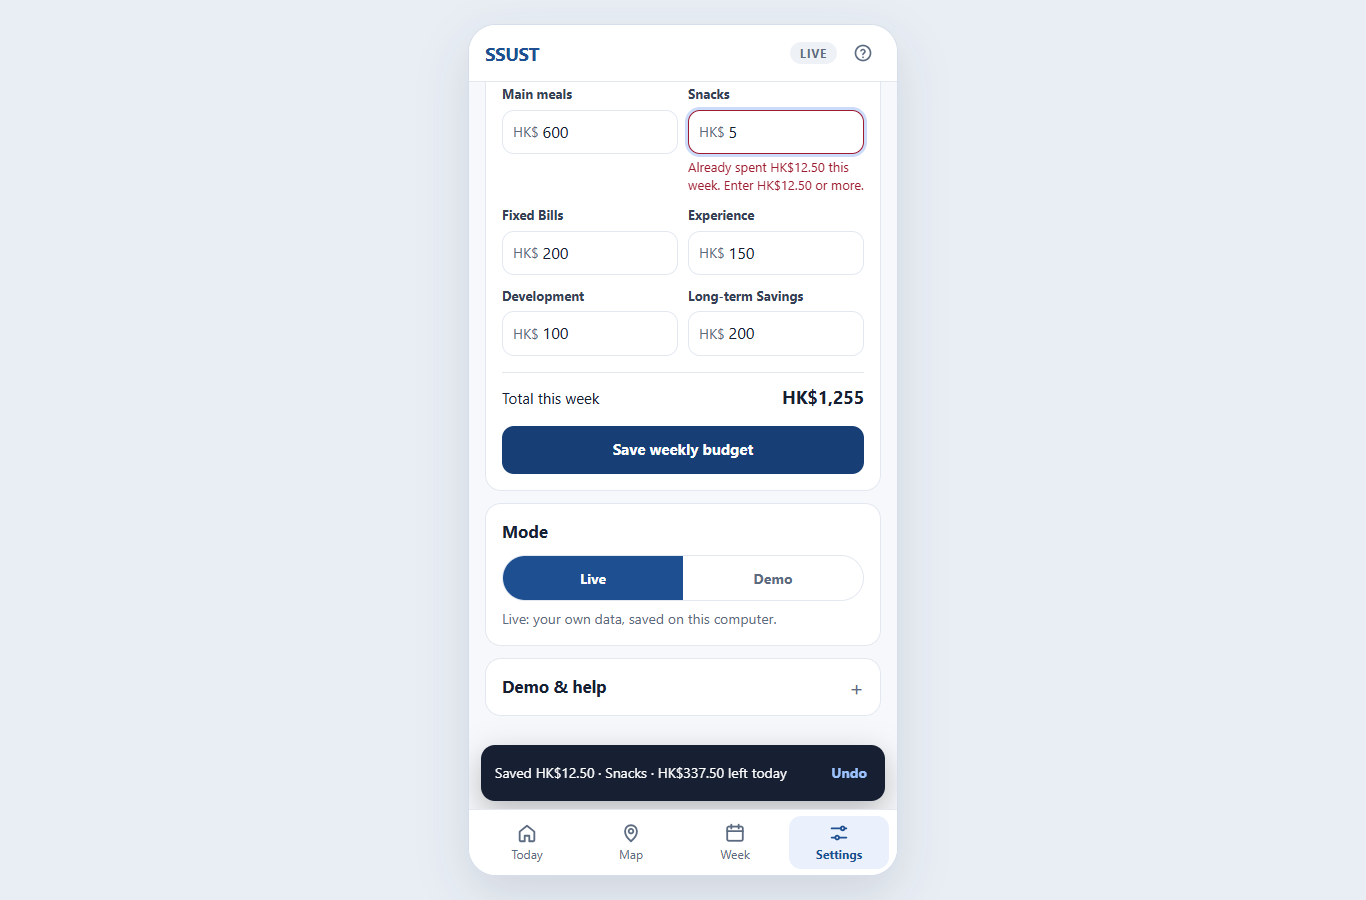 SSUST
LIVE
Main meals
Snacks
HK$ 600
HK$ 5
Already spent HK$12.50 this
week. Enter HK$12.50 or more.
Fixed Bills
Experience
HK$ 200
HK$ 150
Development
Long-term Savings
HK$ 100
HK$ 200
Total this week
HK$1,255
Save weekly budget
Mode
Live
Demo
Live: your own data, saved on this computer.
Demo & help
+
Saved HK$12.50 · Snacks · HK$337.50 left today
Undo
Today
Map
Week
Settings